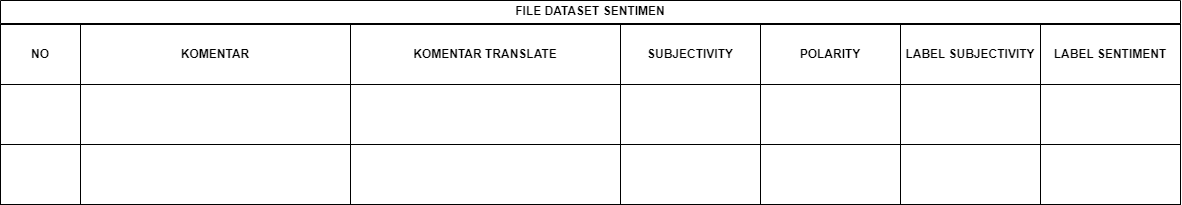 FILE DATASET SENTIMEN
NO KOMENTAR KOMENTAR TRANSLATE SUBJECTIVITY POLARITY LABEL SUBJECTIVITY LABEL SENTIMENT